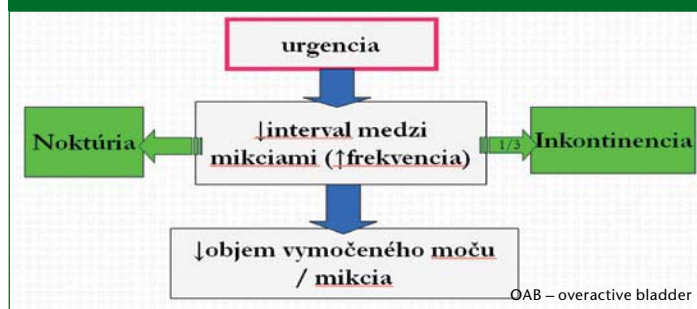 urgencia
Noktúria
↓interval medzi
mikciami (↑frekvencia)
1/3
Inkontinencia
↓objem vymočeného moču
/ mikcia
OAB – overactive bladder